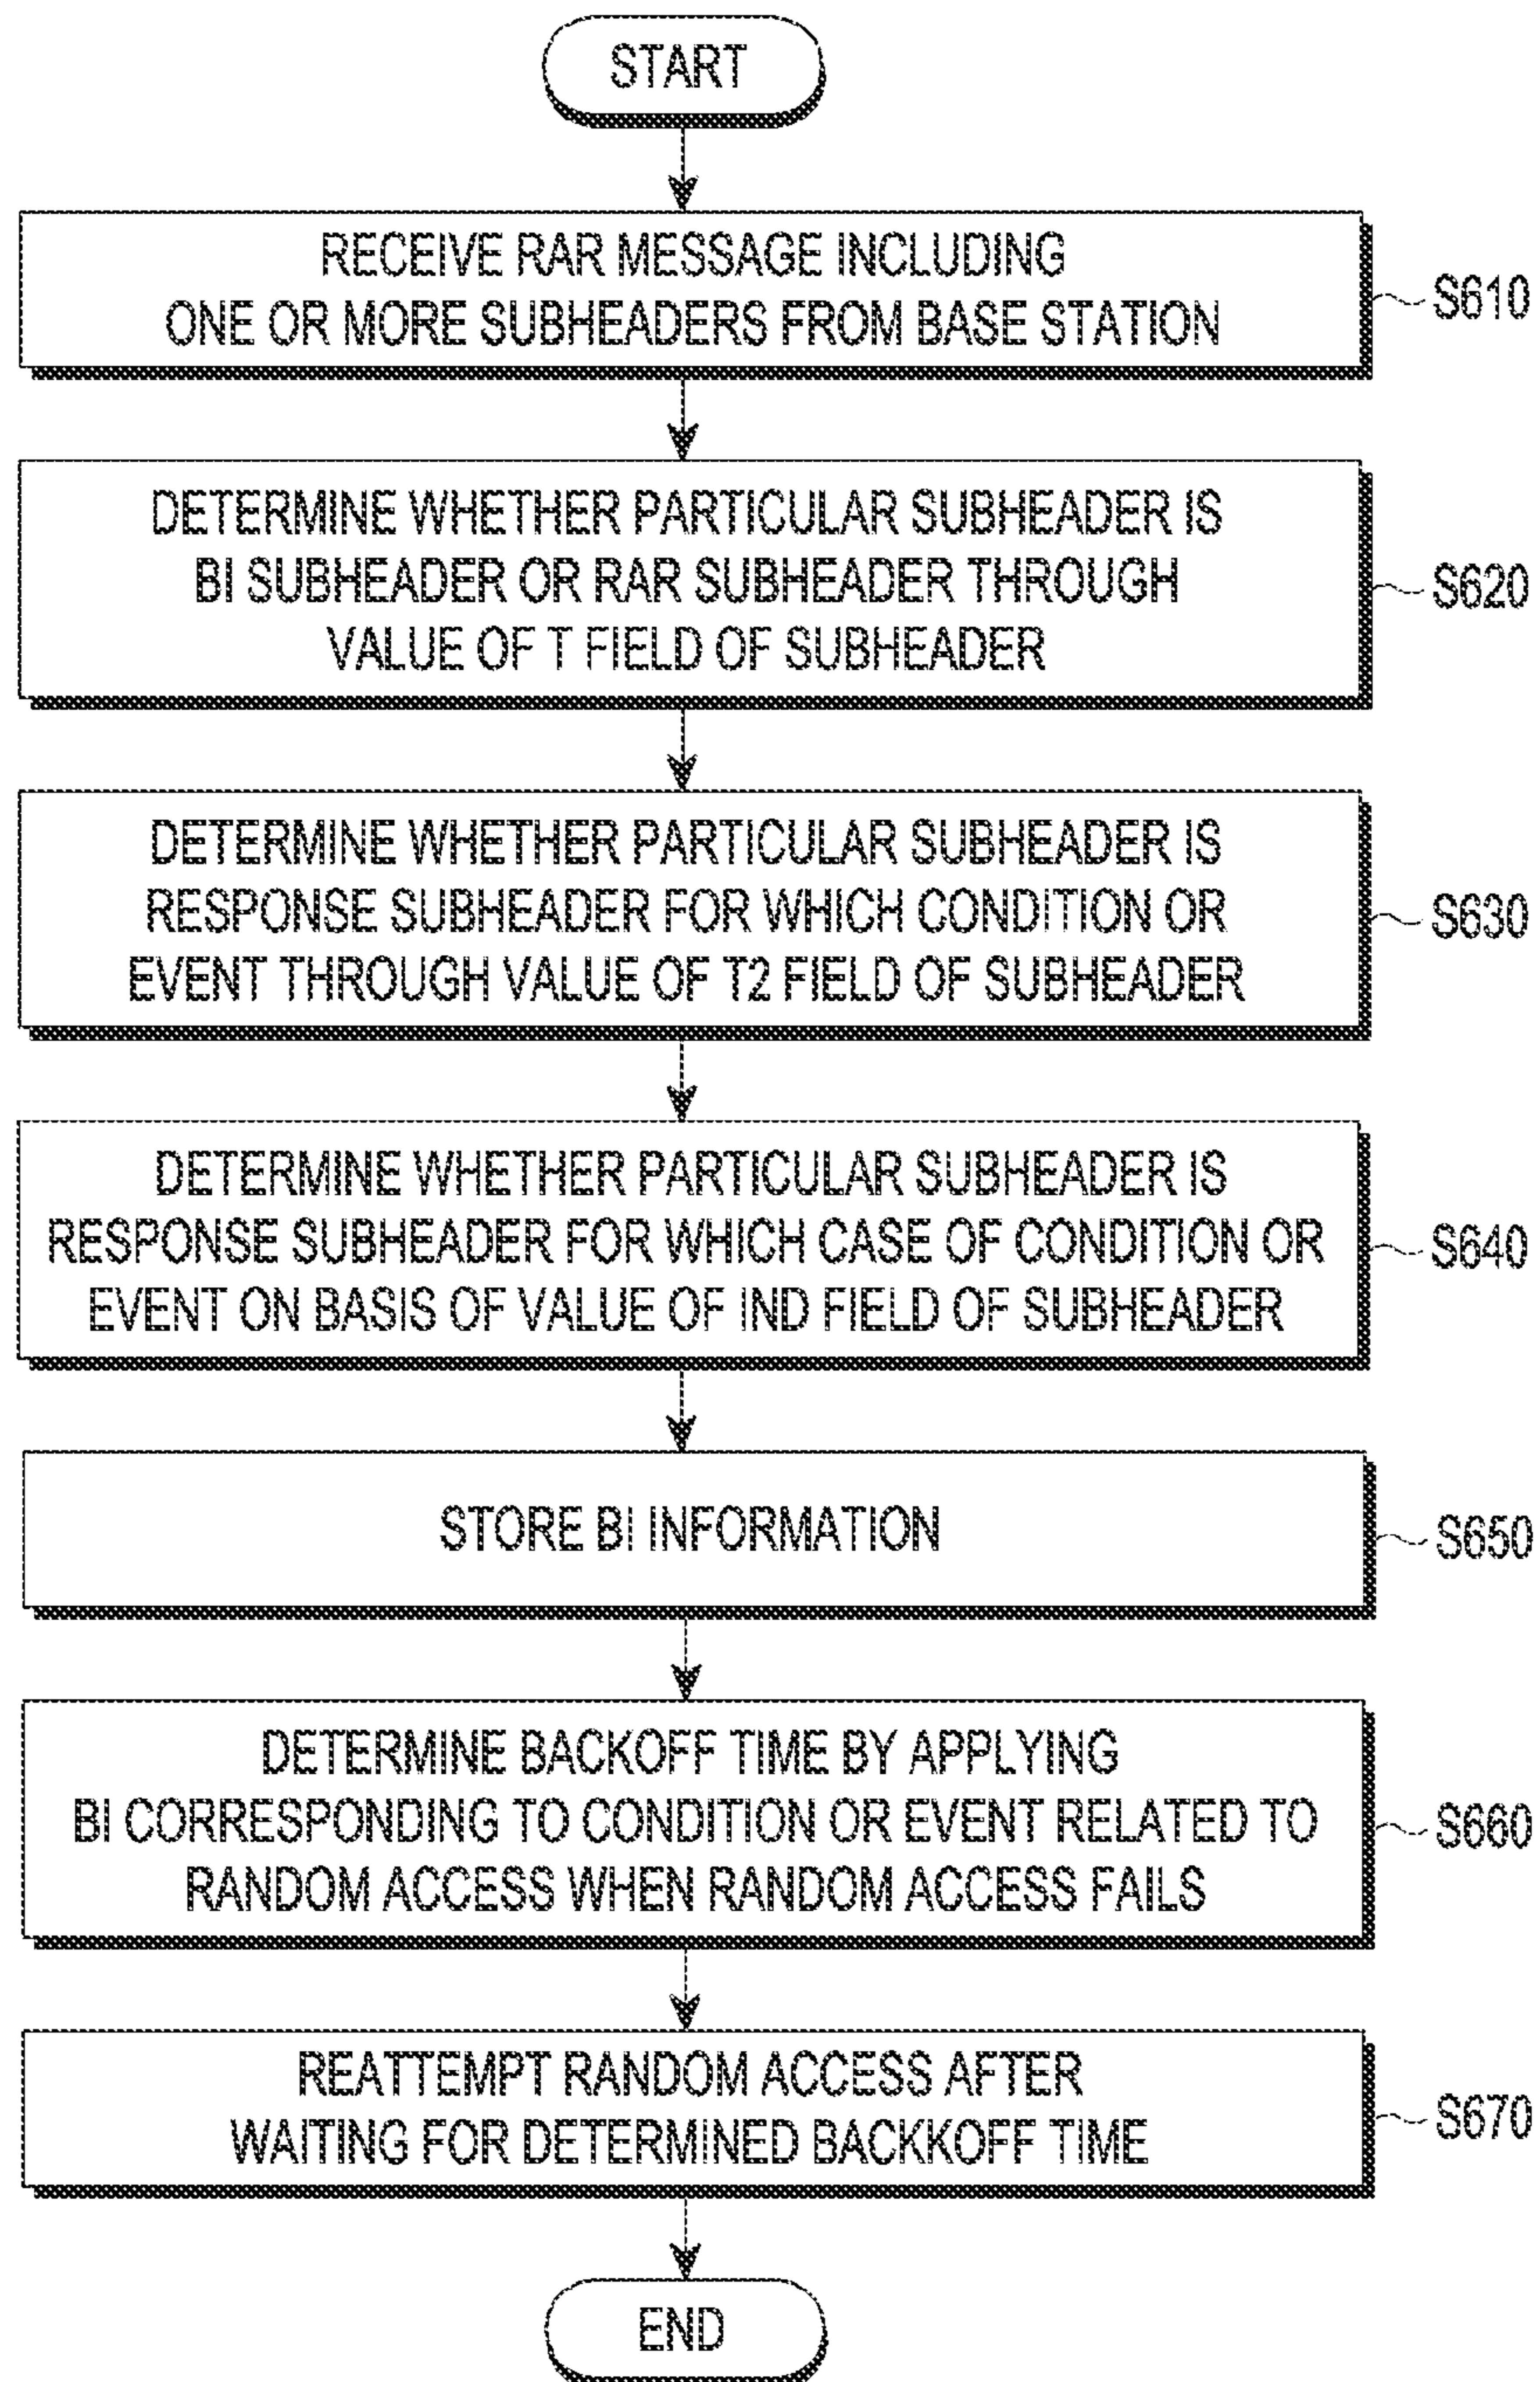 START
RECEIVE RAR MESSAGE INCLUDING
ONE OR MORE SUBHEADERS FROM BASE STATION
S610
DETERMINE WHETHER PARTICULAR SUBHEADER IS
BI SUBHEADER OR RAR SUBHEADER THROUGH
VALUE OF T FIELD OF SUBHEADER
S620
DETERMINE WHETHER PARTICULAR SUBHEADER IS
RESPONSE SUBHEADER FOR WHICH CONDITION OR
EVENT THROUGH VALUE OF T2 FIELD OF SUBHEADER
S630
DETERMINE WHETHER PARTICULAR SUBHEADER IS
RESPONSE SUBHEADER FOR WHICH CASE OF CONDITION OR
EVENT ON BASIS OF VALUE OF IND FIELD OF SUBHEADER
S640
STORE BI INFORMATION
S650
DETERMINE BACKOFF TIME BY APPLYING
BI CORRESPONDING TO CONDITION OR EVENT RELATED TO
RANDOM ACCESS WHEN RANDOM ACCESS FAILS
S660
REATTEMPT RANDOM ACCESS AFTER
WAITING FOR DETERMINED BACKKOFF TIME
S670
END